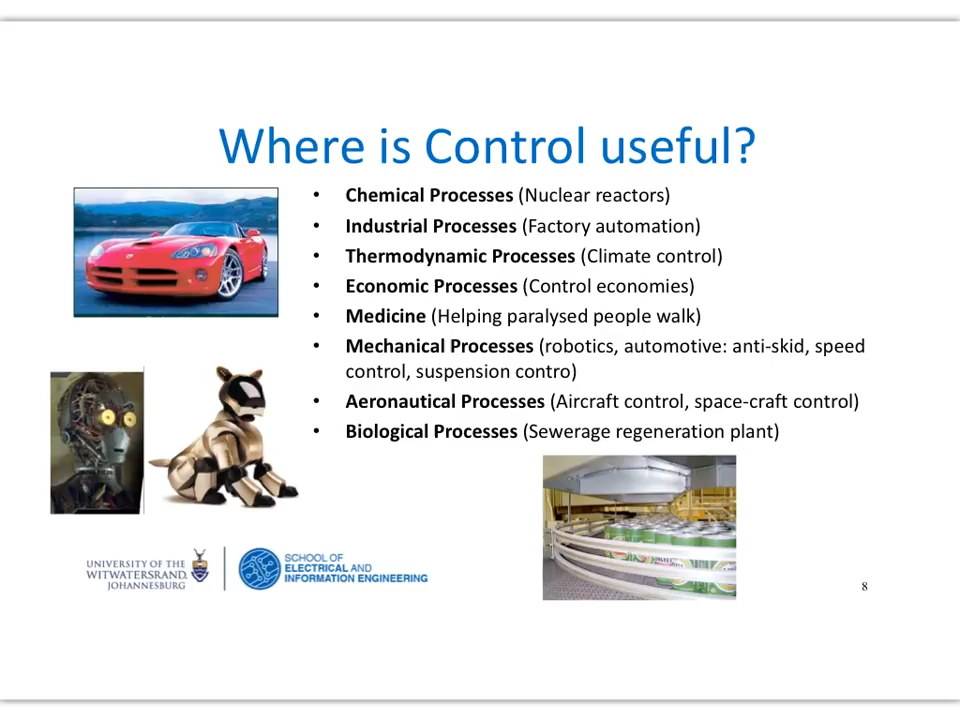 Where is Control useful?
• Chemical Processes (Nuclear reactors)
• Industrial Processes (Factory automation)
• Thermodynamic Processes (Climate control)
• Economic Processes (Control economies)
• Medicine (Helping paralysed people walk)
• Mechanical Processes (robotics, automotive: anti-skid, speed
control, suspension contro)
• Aeronautical Processes (Aircraft control, space-craft control)
• Biological Processes (Sewerage regeneration plant)
UNIVERSITY OF THE
WITWATERSRAND,
JOHANNESBURG
SCHOOL OF
ELECTRICAL AND
INFORMATION ENGINEERING
8